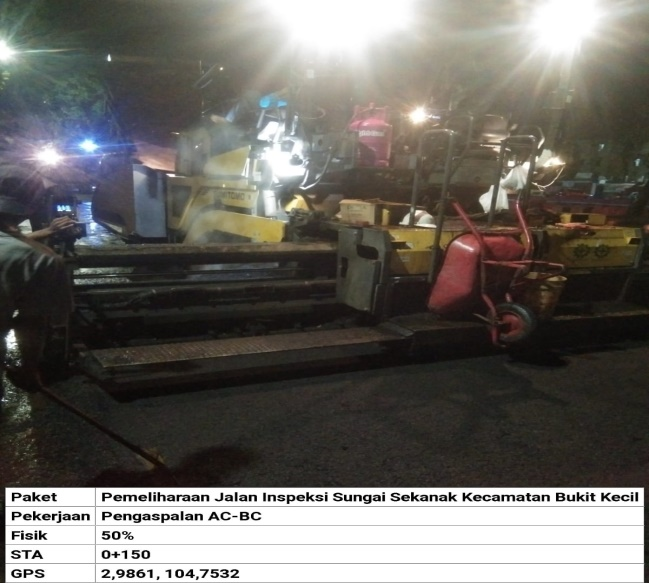 Paket Pemeliharaan Jalan Inspeksi Sungai Sekanak Kecamatan Bukit Kecil
Pekerjaan Pengaspalan AC-BC
Fisik 50%
STA 0+150
GPS 2,9861, 104,7532